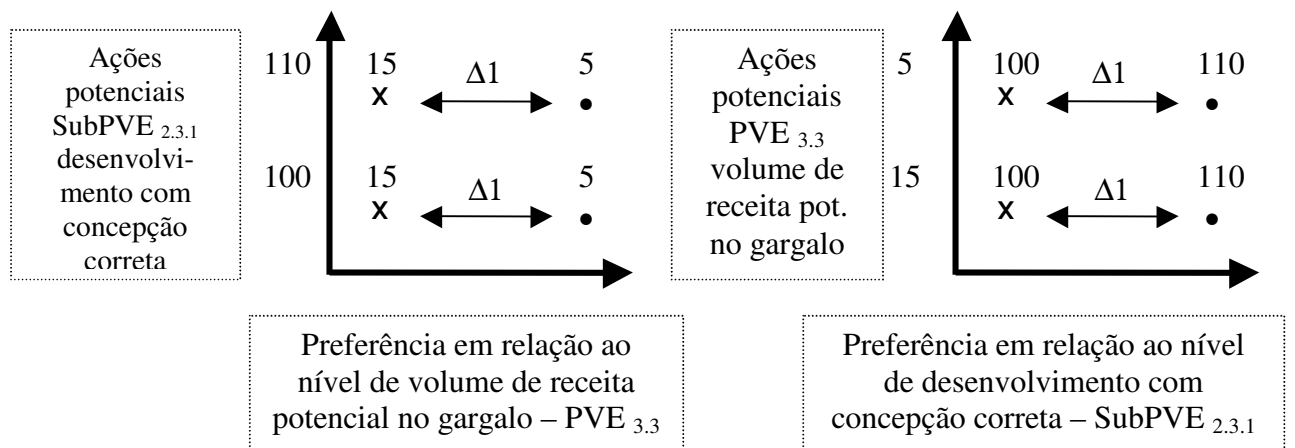 Ações
potenciais
SubPVE 2.3.1
desenvolvi-
mento com
concepção
correta
110 15 Δ1 5
x •
100 15 Δ1 5
x •
Preferência em relação ao
nível de volume de receita
potencial no gargalo – PVE 3.3
Ações
potenciais
PVE 3.3
volume de
receita pot.
no gargalo
5 100 Δ1 110
x •
15 100 Δ1 110
x •
Preferência em relação ao nível
de desenvolvimento com
concepção correta – SubPVE 2.3.1